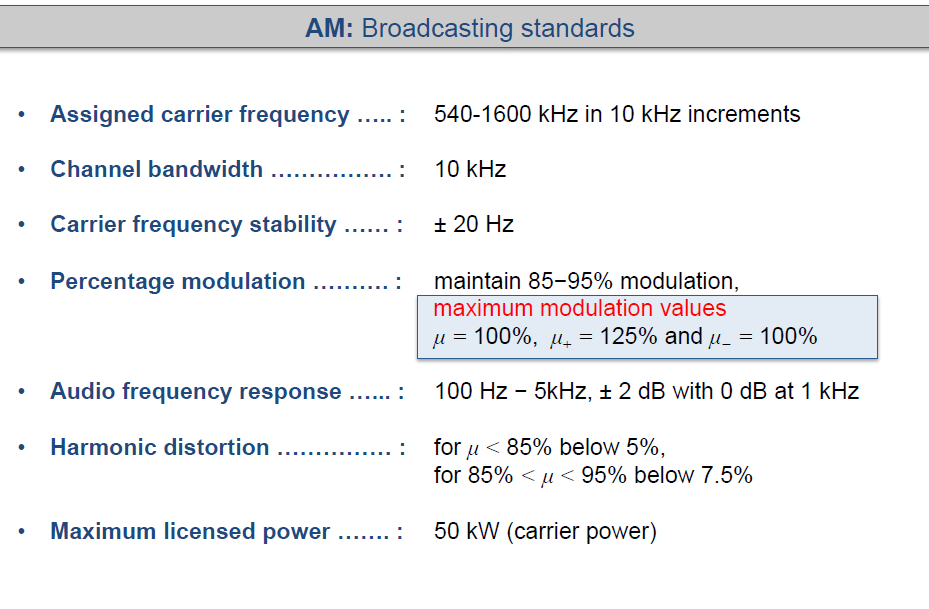 AM: Broadcasting standards
• Assigned carrier frequency ….. : 540-1600 kHz in 10 kHz increments
• Channel bandwidth ……………. : 10 kHz
• Carrier frequency stability …... : ± 20 Hz
• Percentage modulation ………. : maintain 85−95% modulation,
maximum modulation values
μ = 100%, μ₊ = 125% and μ₋ = 100%
• Audio frequency response …... : 100 Hz − 5kHz, ± 2 dB with 0 dB at 1 kHz
• Harmonic distortion …………… : for μ < 85% below 5%,
for 85% < μ < 95% below 7.5%
• Maximum licensed power ……. : 50 kW (carrier power)